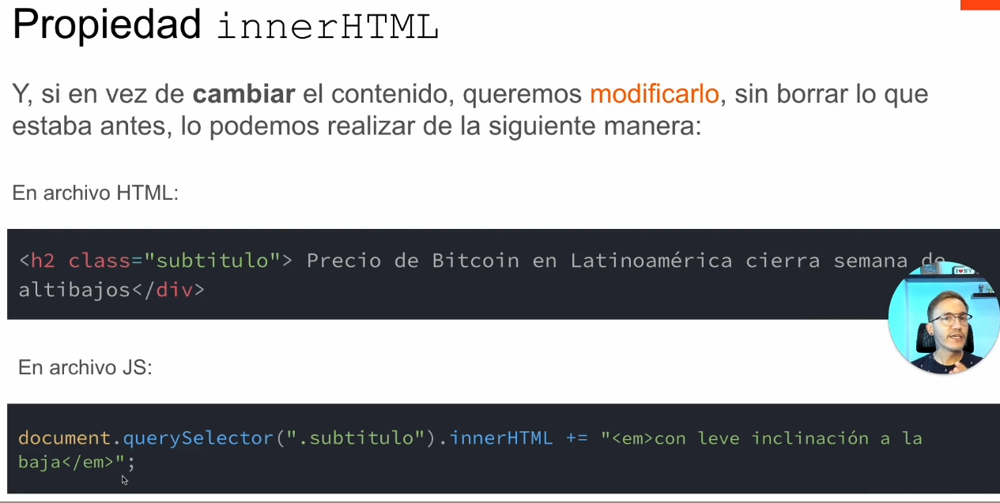 Propiedad innerHTML
Y, si en vez de cambiar el contenido, queremos modificarlo, sin borrar lo que
estaba antes, lo podemos realizar de la siguiente manera:
En archivo HTML:
<h2 class="subtitulo"> Precio de Bitcoin en Latinoamérica cierra semana de
altibajos</div>
En archivo JS:
document.querySelector(".subtitulo").innerHTML += "<em>con leve inclinación a la
baja</em>";